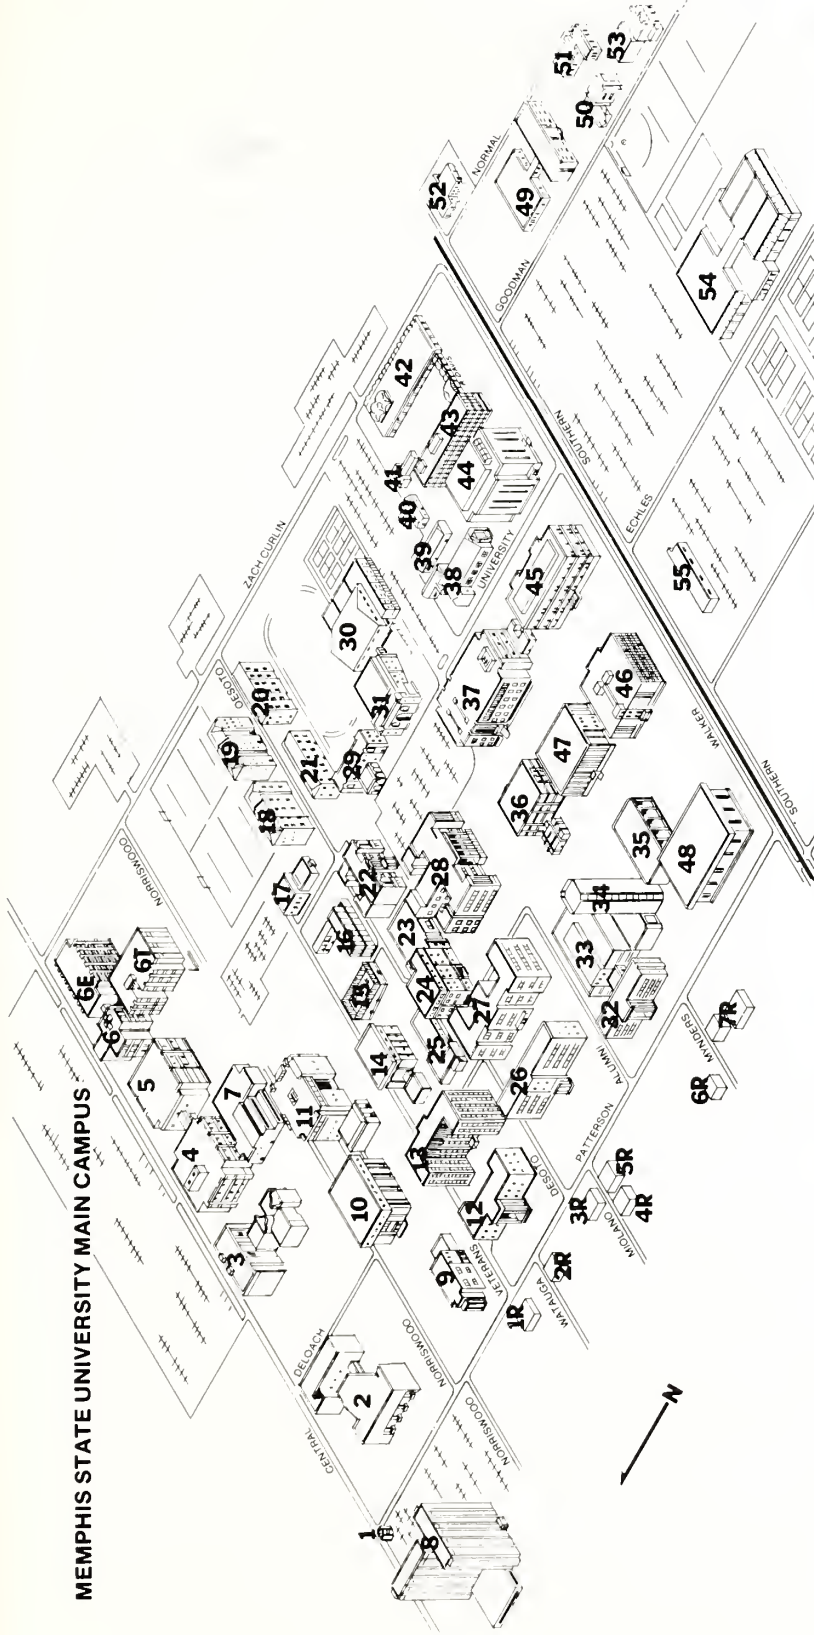 MEMPHIS STATE UNIVERSITY MAIN CAMPUS
51
53
50
NORMAL
52
49
GOODMAN
54
42
43
41
44
40
39
38
UNIVERSITY
SOUTHERN
ECHLES
55
ZACH CURLIN
30
45
DESOTO
20
31
37
46
19
21
29
47
WALKER
SOUTHERN
18
36
35
48
17
22
28
NORRISWOOD
16
23
34
33
6E
6T
6
15
24
27
32
7R
MYNDERS
5
14
25
26
ALUMNI
6R
7
11
4
13
PATTERSON
5R
10
12
DESOTO
3R
4R
MIDLAND
3
9
VETERANS
2R
WATAUGA
1R
DELOACH
NORRISWOOD
2
CENTRAL
NORRISWOOD
1
8
N